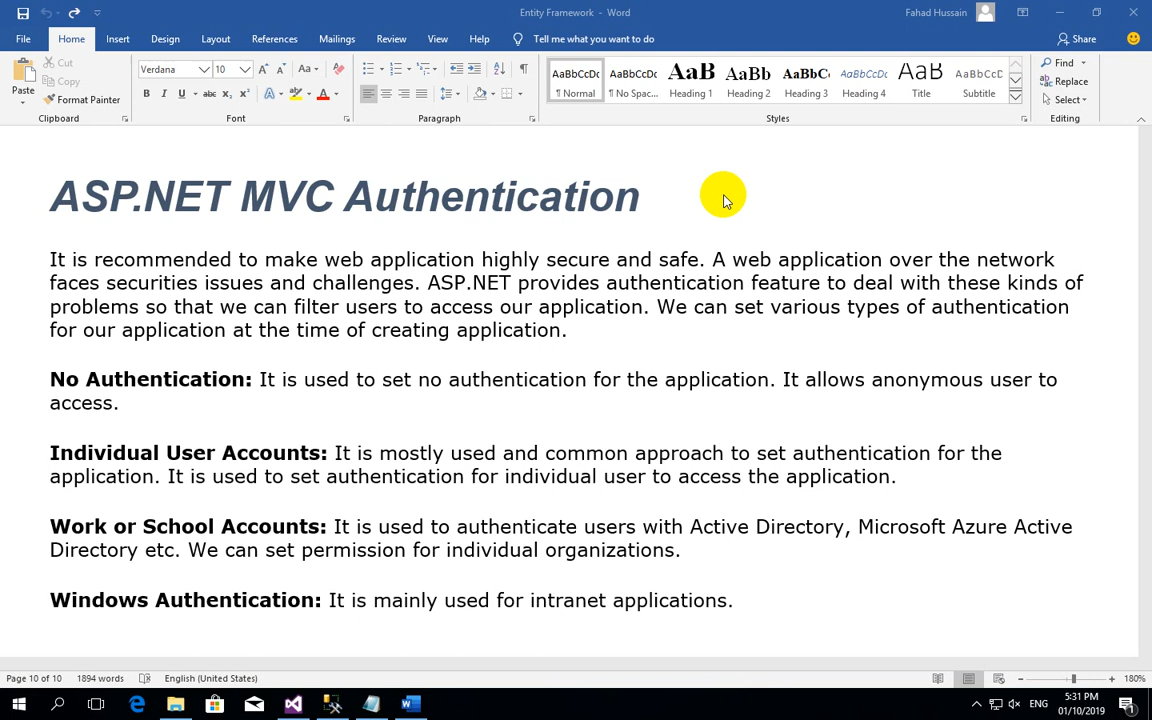 Entity Framework - Word
Fahad Hussain
File Home Insert Design Layout References Mailings Review View Help Tell me what you want to do Share
Paste
Cut
Copy
Format Painter
Clipboard
Verdana 10
Font
Paragraph
AaBbCcDc AaBbCcDc AaB AaBb AaBbC AaBbCcDc AaB AaBbCcDc
¶ Normal ¶ No Spac... Heading 1 Heading 2 Heading 3 Heading 4 Title Subtitle
Styles
Find
Replace
Select
Editing
ASP.NET MVC Authentication
It is recommended to make web application highly secure and safe. A web application over the network
faces securities issues and challenges. ASP.NET provides authentication feature to deal with these kinds of
problems so that we can filter users to access our application. We can set various types of authentication
for our application at the time of creating application.
No Authentication: It is used to set no authentication for the application. It allows anonymous user to
access.
Individual User Accounts: It is mostly used and common approach to set authentication for the
application. It is used to set authentication for individual user to access the application.
Work or School Accounts: It is used to authenticate users with Active Directory, Microsoft Azure Active
Directory etc. We can set permission for individual organizations.
Windows Authentication: It is mainly used for intranet applications.
Page 10 of 10 1894 words English (United States) 180%
ENG
5:31 PM
01/10/2019